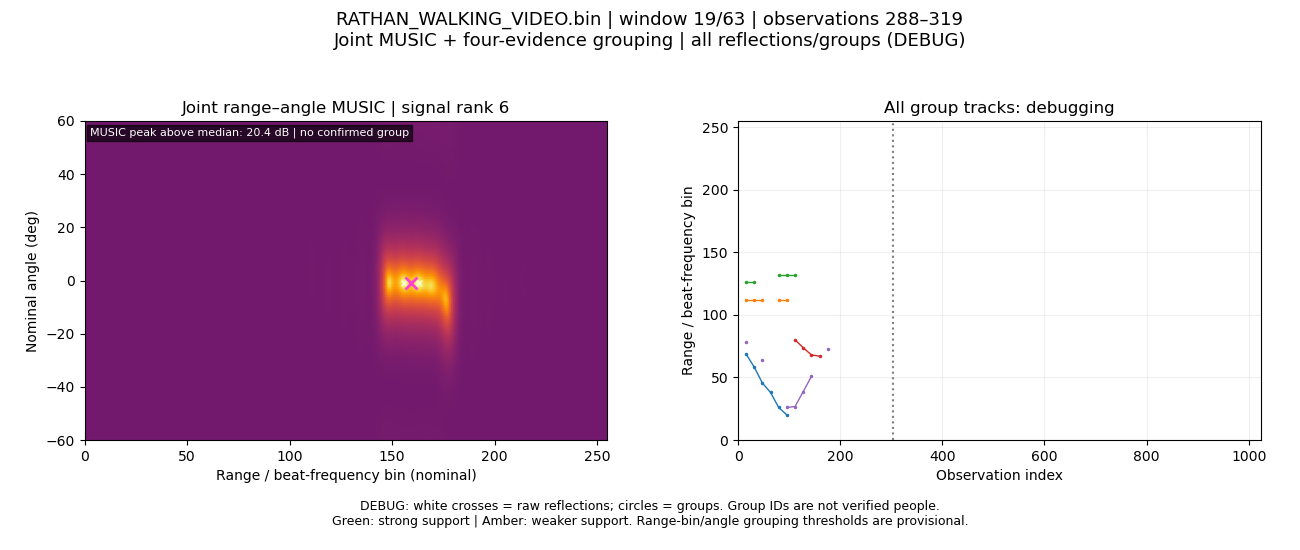 RATHAN_WALKING_VIDEO.bin | window 19/63 | observations 288–319
Joint MUSIC + four-evidence grouping | all reflections/groups (DEBUG)
Joint range–angle MUSIC | signal rank 6
MUSIC peak above median: 20.4 dB | no confirmed group
60
40
20
0
−20
−40
−60
Nominal angle (deg)
0 50 100 150 200 250
Range / beat-frequency bin (nominal)
All group tracks: debugging
250
200
150
100
50
0
Range / beat-frequency bin
0 200 400 600 800 1000
Observation index
DEBUG: white crosses = raw reflections; circles = groups. Group IDs are not verified people.
Green: strong support | Amber: weaker support. Range-bin/angle grouping thresholds are provisional.